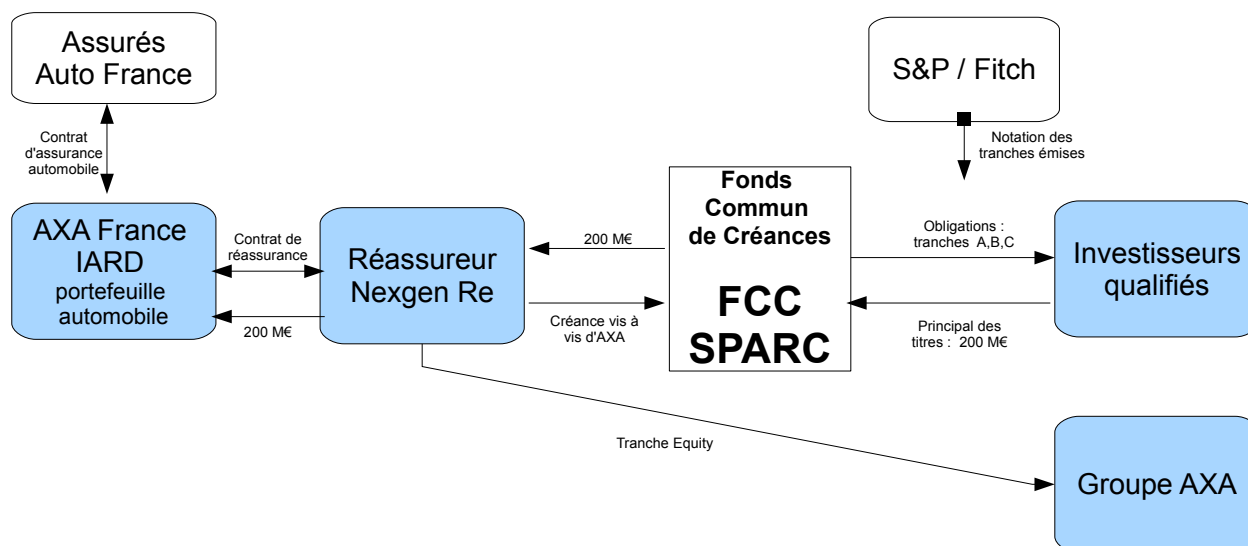 Assurés
Auto France
S&P / Fitch
Contrat
d'assurance
automobile
Notation des
tranches émises
AXA France
IARD
portefeuille
automobile
Contrat de
réassurance
200 M€
Réassureur
Nexgen Re
200 M€
Créance vis à
vis d'AXA
Fonds
Commun
de Créances
FCC
SPARC
Obligations :
tranches A,B,C
Principal des
titres : 200 M€
Investisseurs
qualifiés
Tranche Equity
Groupe AXA